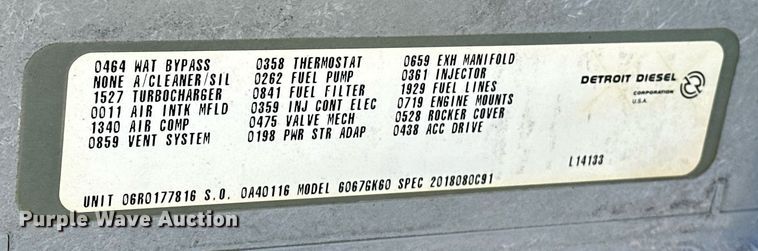 0464 WAT BYPASS
NONE A/CLEANER/SIL
1527 TURBOCHARGER
0011 AIR INTK MFLD
1340 AIR COMP
0859 VENT SYSTEM
0358 THERMOSTAT
0262 FUEL PUMP
0841 FUEL FILTER
0359 INJ CONT ELEC
0475 VALVE MECH
0198 PWR STR ADAP
0659 EXH MANIFOLD
0361 INJECTOR
1929 FUEL LINES
0719 ENGINE MOUNTS
0528 ROCKER COVER
0438 ACC DRIVE
DETROIT DIESEL
CORPORATION
U.S.A.
L14133
UNIT 06R0177816 S.O. 0A40116 MODEL 6067GK60 SPEC 2018080C91
Purple Wave Auction